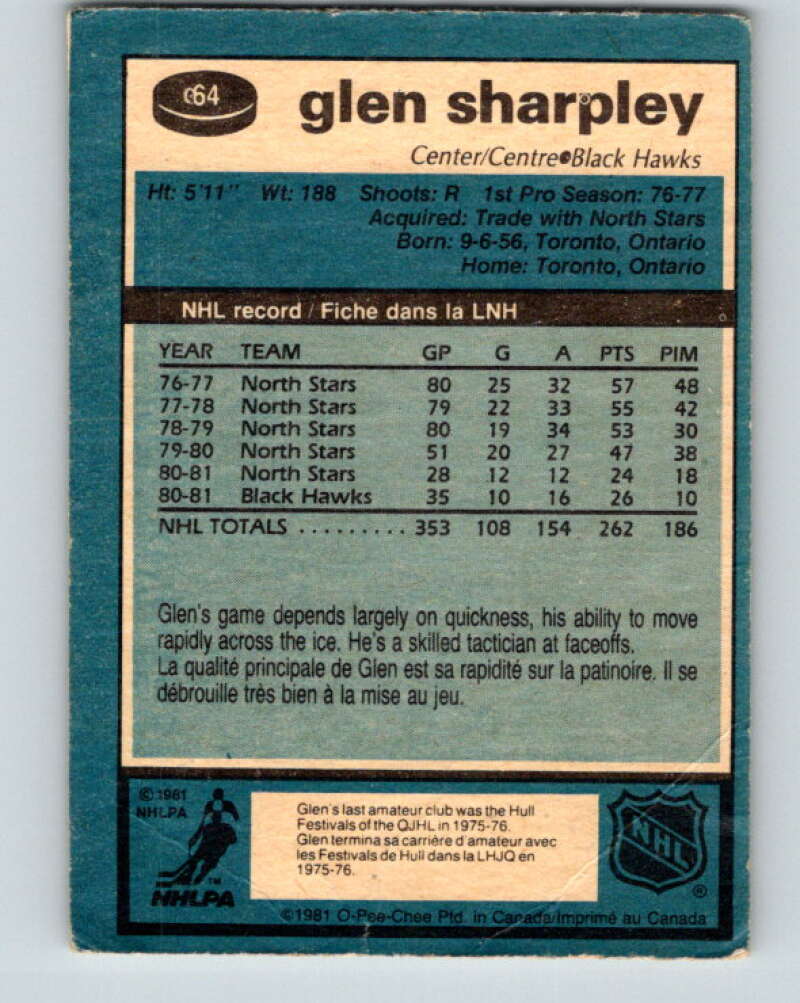 64
glen sharpley
Center/Centre●Black Hawks
Ht: 5'11" Wt: 188 Shoots: R 1st Pro Season: 76-77
Acquired: Trade with North Stars
Born: 9-6-56, Toronto, Ontario
Home: Toronto, Ontario
NHL record / Fiche dans la LNH
YEAR TEAM GP G A PTS PIM
76-77 North Stars 80 25 32 57 48
77-78 North Stars 79 22 33 55 42
78-79 North Stars 80 19 34 53 30
79-80 North Stars 51 20 27 47 38
80-81 North Stars 28 12 12 24 18
80-81 Black Hawks 35 10 16 26 10
NHL TOTALS ......... 353 108 154 262 186
Glen's game depends largely on quickness, his ability to move
rapidly across the ice. He's a skilled tactician at faceoffs.
La qualité principale de Glen est sa rapidité sur la patinoire. Il se
débrouille très bien à la mise au jeu.
© 1981
NHLPA
TM
NHLPA
Glen's last amateur club was the Hull
Festivals of the QJHL in 1975-76.
Glen termina sa carrière d'amateur avec
les Festivals de Hull dans la LHJQ en
1975-76.
NHL
®
©1981 O-Pee-Chee Ptd. in Canada/Imprimé au Canada